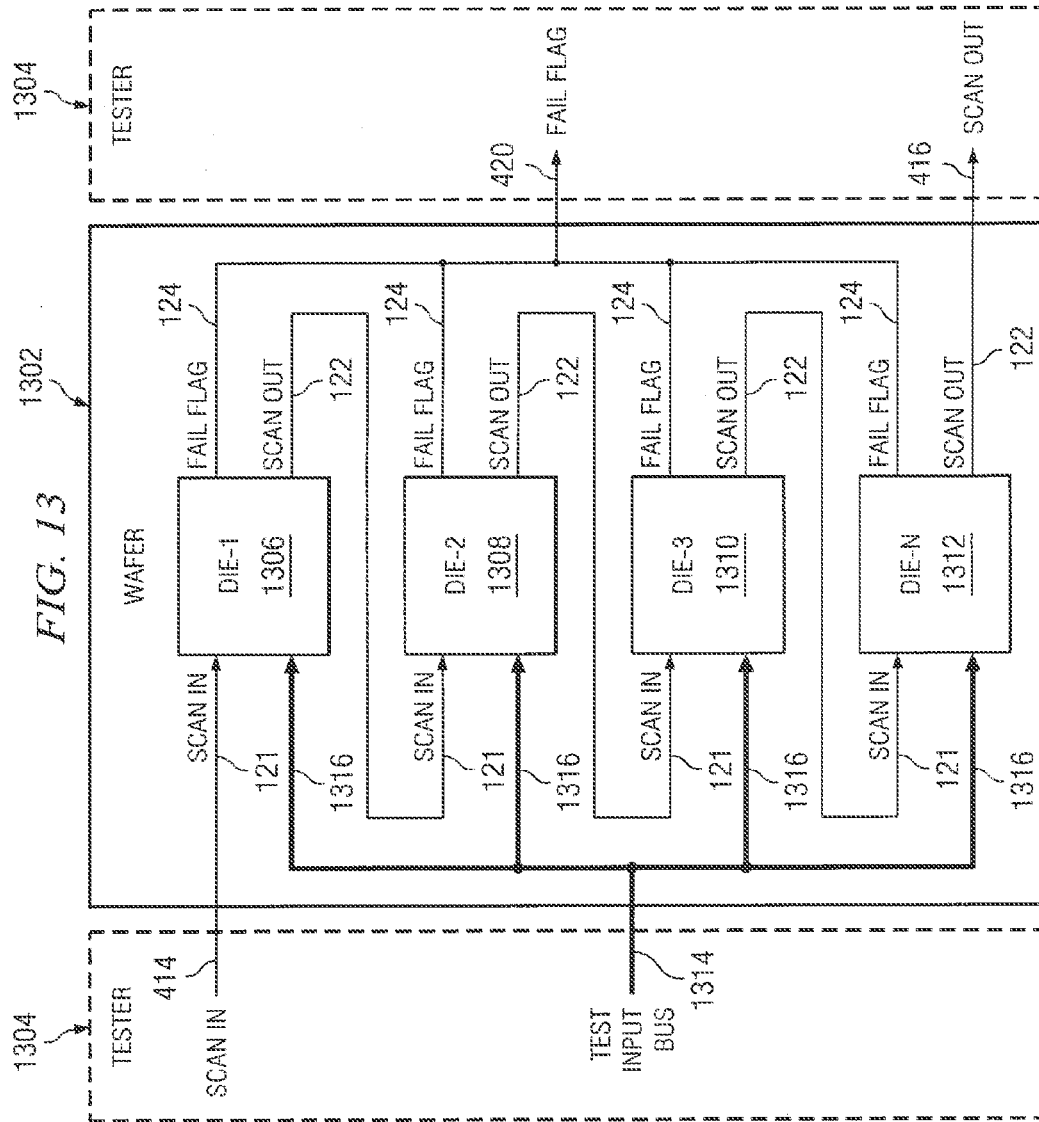 FIG. 13
1304
TESTER
SCAN IN
414
TEST
INPUT
BUS
1314
1302
WAFER
SCAN IN
121
1316
DIE-1
1306
FAIL FLAG
124
SCAN OUT
122
SCAN IN
121
1316
DIE-2
1308
FAIL FLAG
124
SCAN OUT
122
SCAN IN
121
1316
DIE-3
1310
FAIL FLAG
124
SCAN OUT
122
SCAN IN
121
1316
DIE-N
1312
FAIL FLAG
124
SCAN OUT
122
1304
TESTER
420
FAIL FLAG
416
SCAN OUT